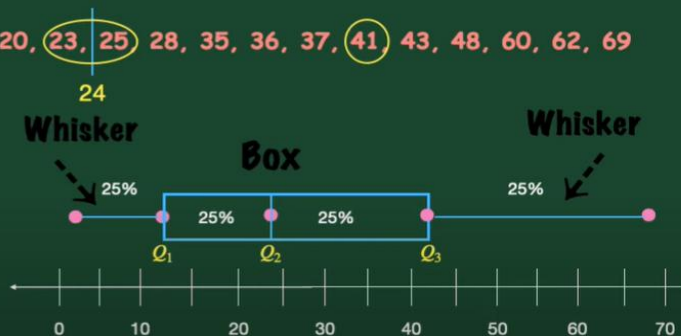 20, 23, 25, 28, 35, 36, 37, 41, 43, 48, 60, 62, 69
24
Whisker
Whisker
Box
25%
25%
25%
25%
Q₁
Q₂
Q₃
0 10 20 30 40 50 60 70